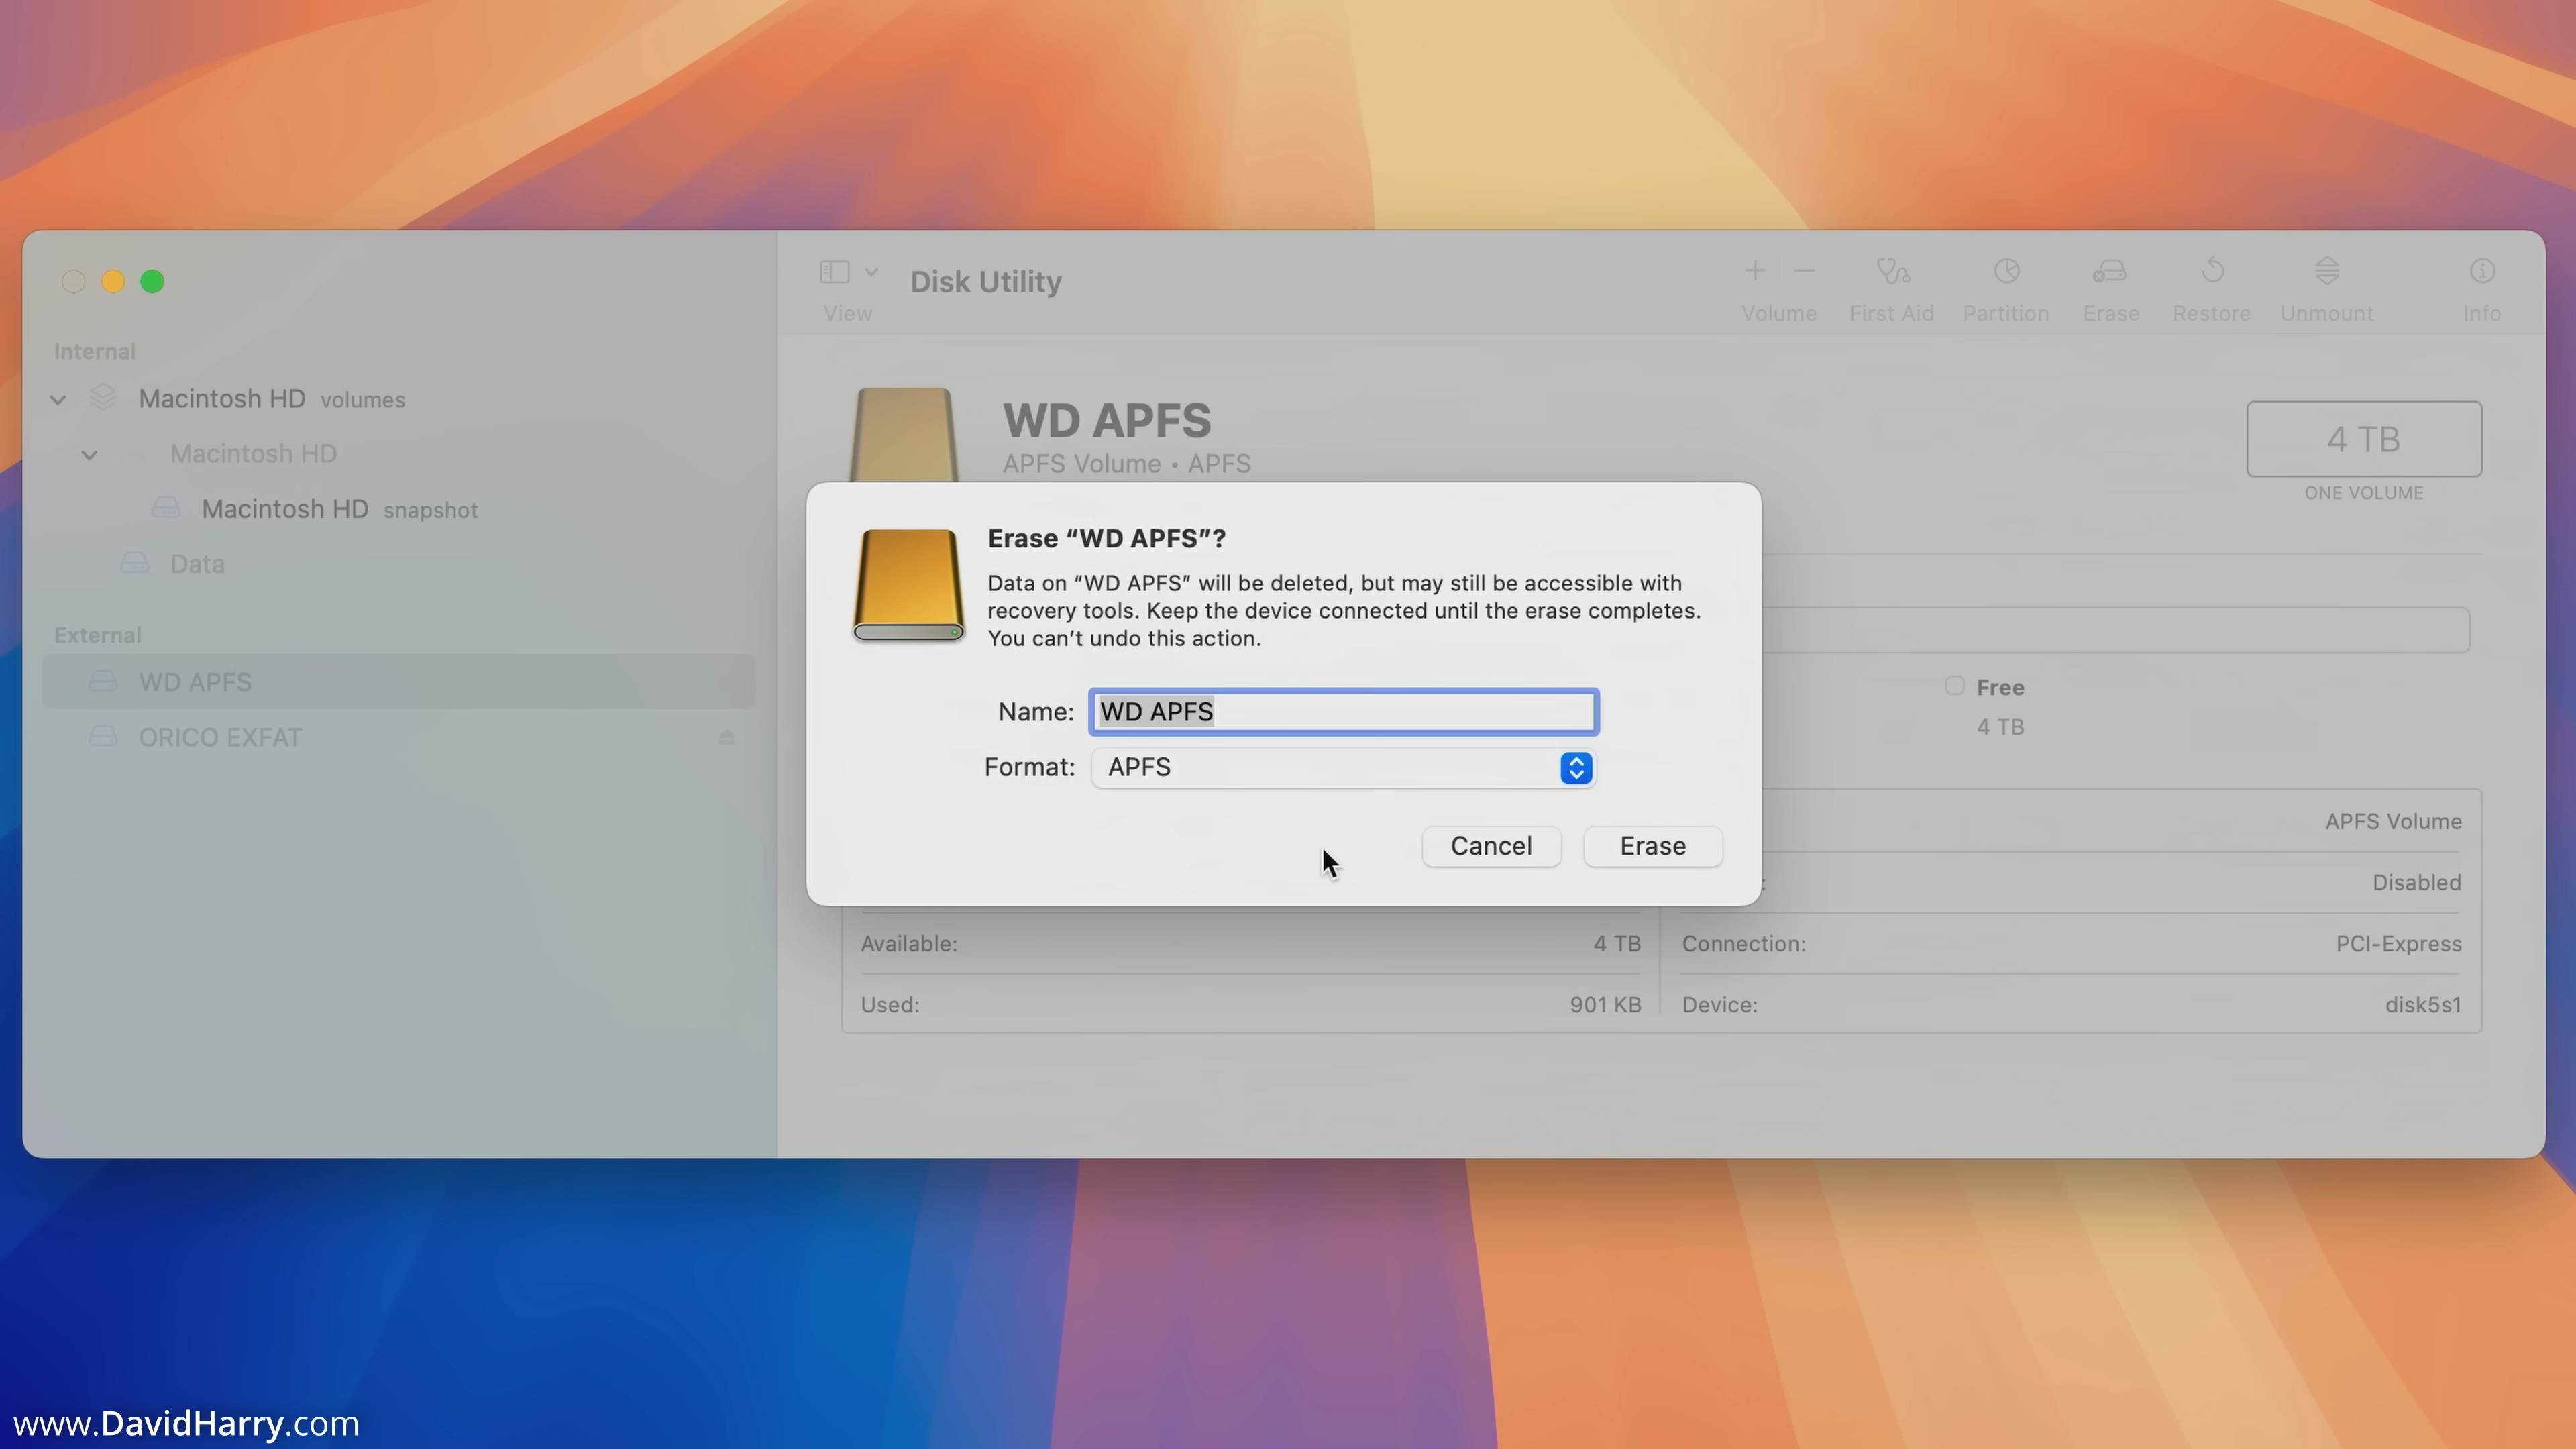 Disk Utility
View
Volume
First Aid
Partition
Erase
Restore
Unmount
Info
Internal
Macintosh HD volumes
Macintosh HD
Macintosh HD snapshot
Data
External
WD APFS
ORICO EXFAT
WD APFS
APFS Volume • APFS
4 TB
ONE VOLUME
Erase “WD APFS”?
Data on “WD APFS” will be deleted, but may still be accessible with
recovery tools. Keep the device connected until the erase completes.
You can’t undo this action.
Name: WD APFS
Format: APFS
Cancel
Erase
Free
4 TB
APFS Volume
Disabled
Available: 4 TB
Connection: PCI-Express
Used: 901 KB
Device: disk5s1
www.DavidHarry.com